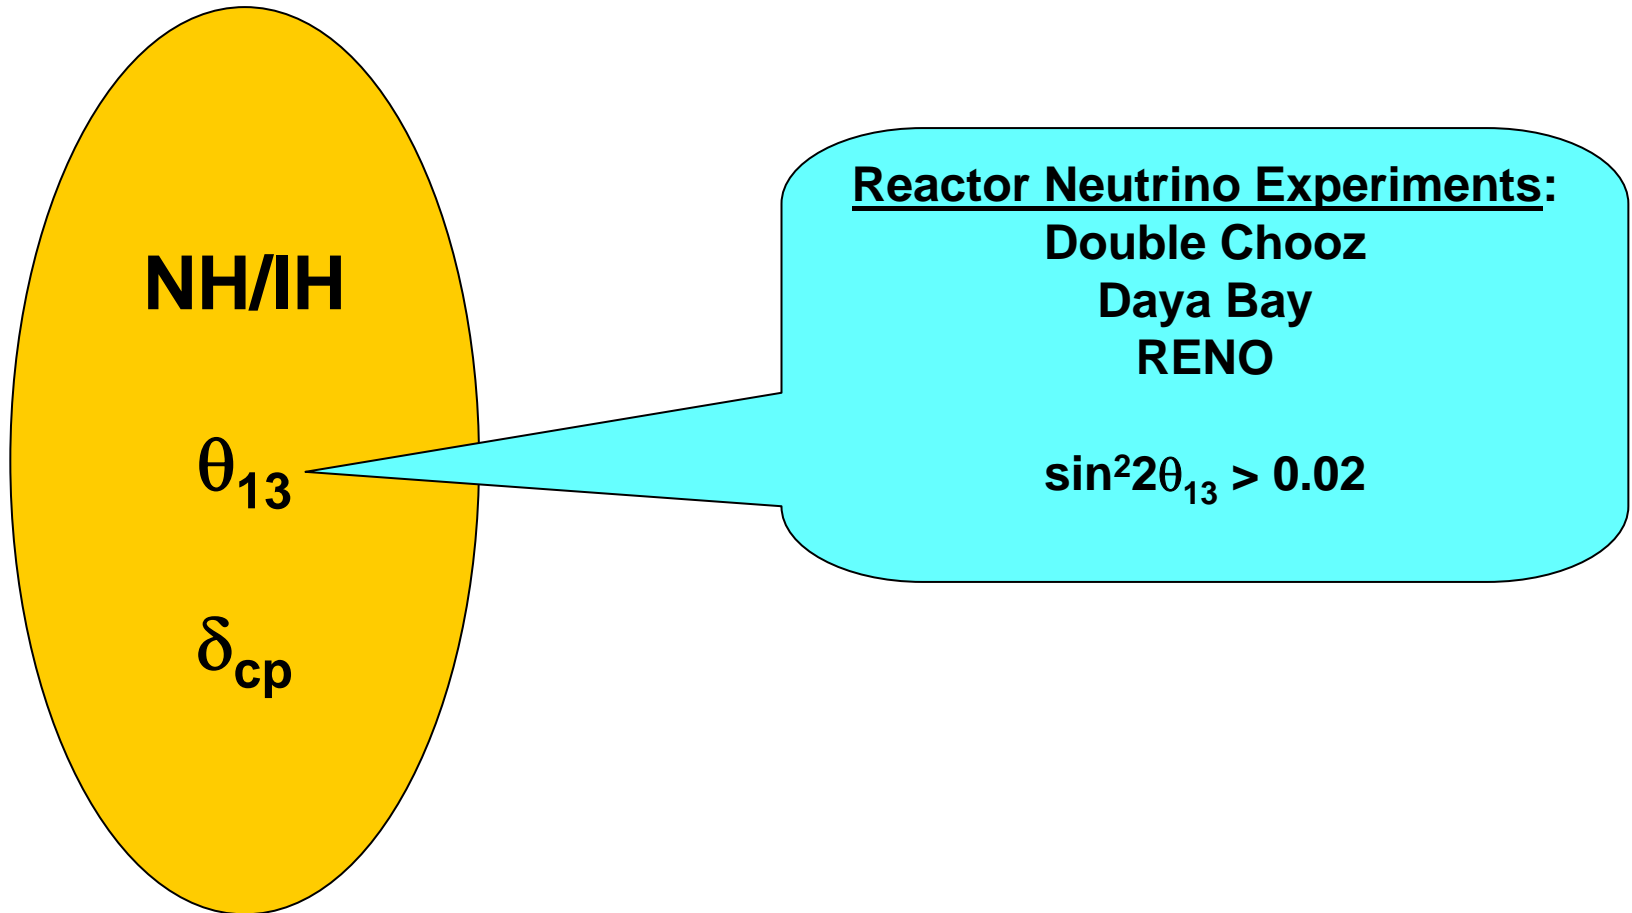 NH/IH
θ₁₃
δcp
Reactor Neutrino Experiments:
Double Chooz
Daya Bay
RENO
sin²2θ₁₃ > 0.02